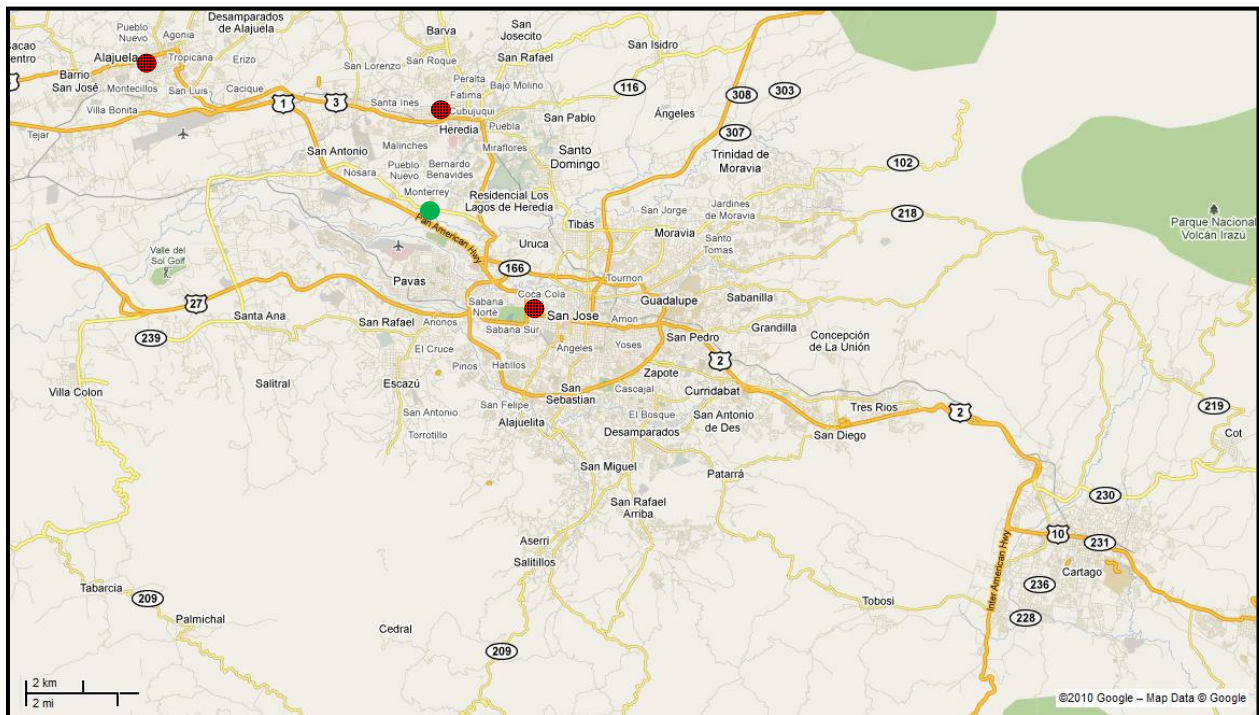 Pueblo
Nuevo
Agonia
Desamparados
de Alajuela
Barva
San
Josecito
San Isidro
Cacao
Centro
Alajuela
Tropicana
Erizo
San Roque
San Rafael
Barrio
San José
Montecillos
San Luis
Cacique
San Lorenzo
Peralta
Bajo Molino
Fatima
116
308
303
Villa Bonita
1
3
Santa Ines
Cubujuqui
San Pablo
Ángeles
307
Tejar
Heredia
Puebla
San Antonio
Malinches
Miraflores
Santo
Domingo
Trinidad de
Moravia
102
Nosara
Pueblo
Nuevo
Bernardo
Benavides
Monterrey
Residencial Los
Lagos de Heredia
San Jorge
Jardines
de Moravia
218
Parque Nacional
Volcán Irazú
Pan American Hwy
Tibás
Moravia
Santo
Tomas
Uruca
Valle del
Sol Golf
Pavas
166
Tournon
27
Sabana
Norte
Coca Cola
Guadalupe
Sabanilla
239
Santa Ana
San Rafael
Anonos
Sabana Sur
San Jose
Amon
Grandilla
Concepción
de La Unión
El Cruce
Angeles
Yoses
San Pedro
2
Villa Colon
Salitral
Escazú
Pinos
Hatillos
Zapote
San
Sebastian
Cascajal
Curridabat
Tres Rios
2
219
San Antonio
San Felipe
El Bosque
San Antonio
de Des
Torrotillo
Alajuelita
Desamparados
San Diego
Cot
San Miguel
Patarrá
San Rafael
Arriba
230
Aserri
Salitillos
10
231
Inter American Hwy
Cartago
Tabarcia
209
236
Tobosi
228
Palmichal
Cedral
209
2 km
2 mi
©2010 Google – Map Data © Google